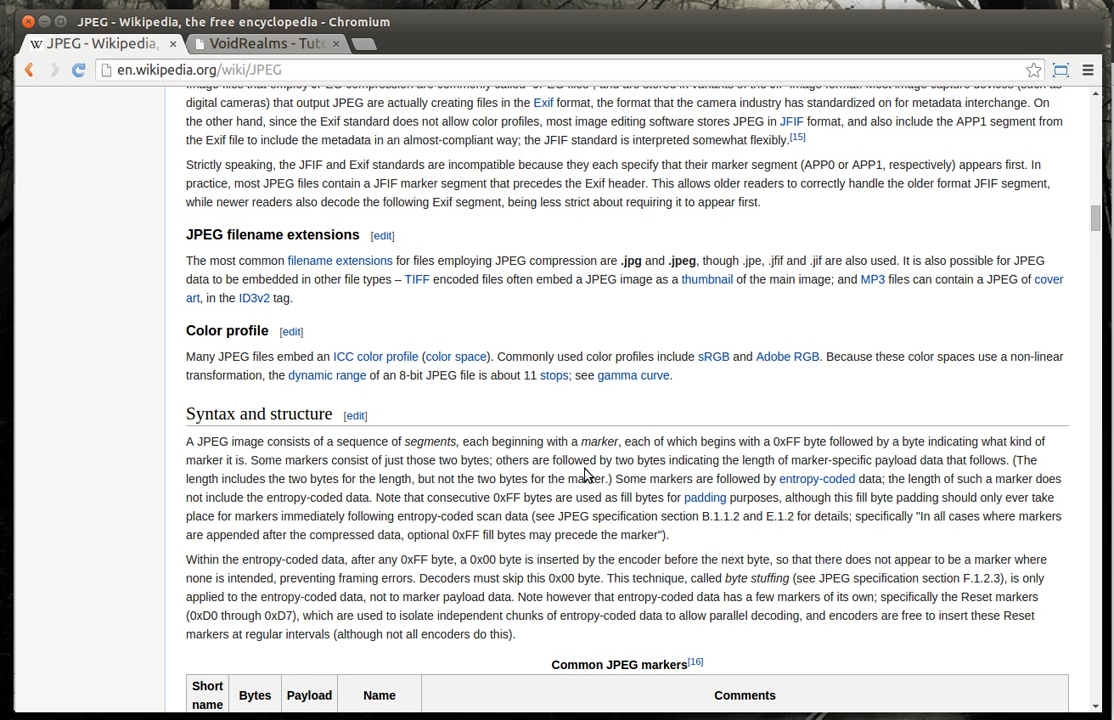 JPEG - Wikipedia, the free encyclopedia - Chromium
W JPEG - Wikipedia,
VoidRealms - Tuto
en.wikipedia.org/wiki/JPEG
image files that employ JPEG compression are commonly called "JPEG files", and are stored in variants of the JIF image format. Most image capture devices (such as
digital cameras) that output JPEG are actually creating files in the Exif format, the format that the camera industry has standardized on for metadata interchange. On
the other hand, since the Exif standard does not allow color profiles, most image editing software stores JPEG in JFIF format, and also include the APP1 segment from
the Exif file to include the metadata in an almost-compliant way; the JFIF standard is interpreted somewhat flexibly.[15]
Strictly speaking, the JFIF and Exif standards are incompatible because they each specify that their marker segment (APP0 or APP1, respectively) appears first. In
practice, most JPEG files contain a JFIF marker segment that precedes the Exif header. This allows older readers to correctly handle the older format JFIF segment,
while newer readers also decode the following Exif segment, being less strict about requiring it to appear first.
JPEG filename extensions [edit]
The most common filename extensions for files employing JPEG compression are .jpg and .jpeg, though .jpe, .jfif and .jif are also used. It is also possible for JPEG
data to be embedded in other file types – TIFF encoded files often embed a JPEG image as a thumbnail of the main image; and MP3 files can contain a JPEG of cover
art, in the ID3v2 tag.
Color profile [edit]
Many JPEG files embed an ICC color profile (color space). Commonly used color profiles include sRGB and Adobe RGB. Because these color spaces use a non-linear
transformation, the dynamic range of an 8-bit JPEG file is about 11 stops; see gamma curve.
Syntax and structure [edit]
A JPEG image consists of a sequence of segments, each beginning with a marker, each of which begins with a 0xFF byte followed by a byte indicating what kind of
marker it is. Some markers consist of just those two bytes; others are followed by two bytes indicating the length of marker-specific payload data that follows. (The
length includes the two bytes for the length, but not the two bytes for the marker.) Some markers are followed by entropy-coded data; the length of such a marker does
not include the entropy-coded data. Note that consecutive 0xFF bytes are used as fill bytes for padding purposes, although this fill byte padding should only ever take
place for markers immediately following entropy-coded scan data (see JPEG specification section B.1.1.2 and E.1.2 for details; specifically "In all cases where markers
are appended after the compressed data, optional 0xFF fill bytes may precede the marker").
Within the entropy-coded data, after any 0xFF byte, a 0x00 byte is inserted by the encoder before the next byte, so that there does not appear to be a marker where
none is intended, preventing framing errors. Decoders must skip this 0x00 byte. This technique, called byte stuffing (see JPEG specification section F.1.2.3), is only
applied to the entropy-coded data, not to marker payload data. Note however that entropy-coded data has a few markers of its own; specifically the Reset markers
(0xD0 through 0xD7), which are used to isolate independent chunks of entropy-coded data to allow parallel decoding, and encoders are free to insert these Reset
markers at regular intervals (although not all encoders do this).
Common JPEG markers[16]
Short name Bytes Payload Name Comments